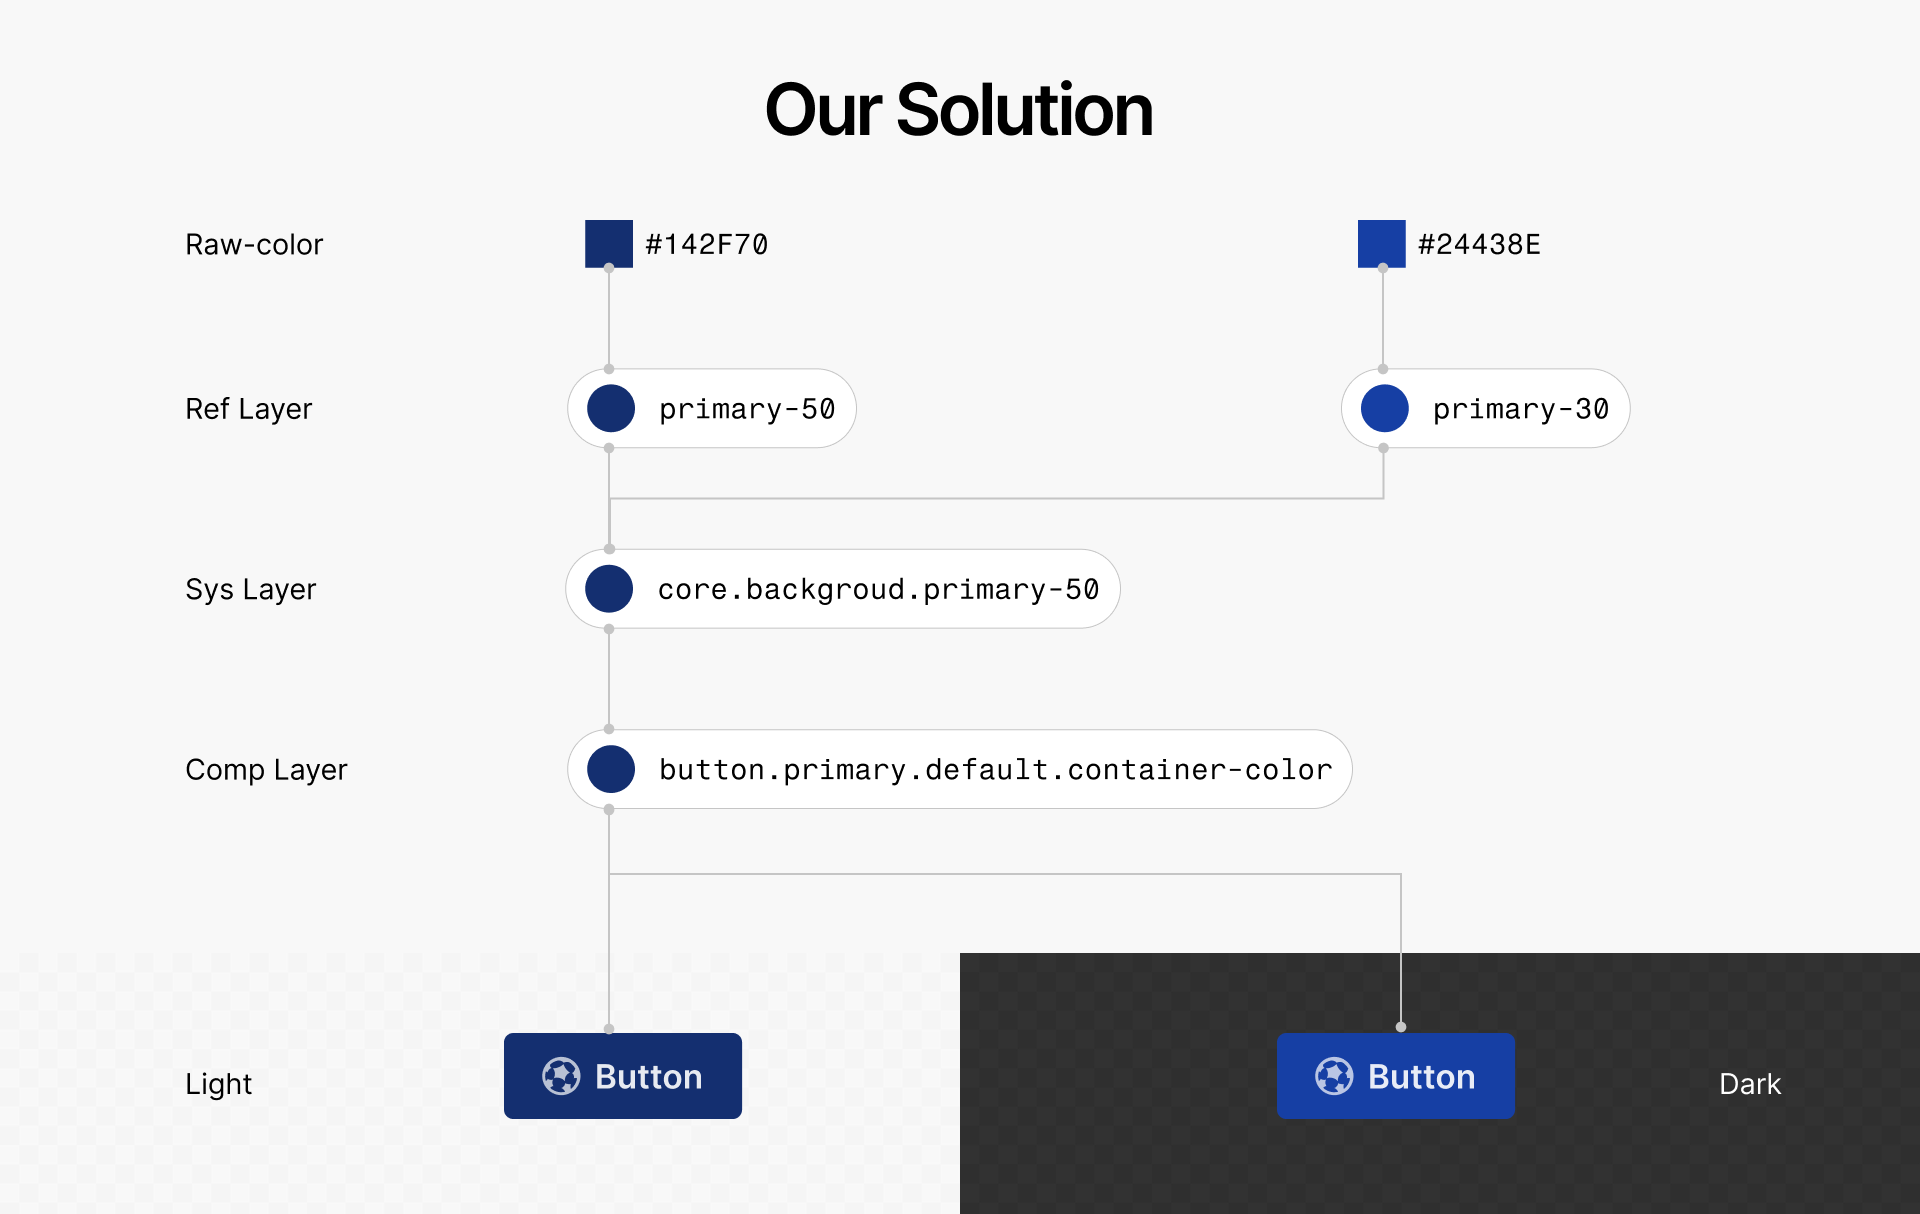 Our Solution
Raw-color
#142F70
#24438E
Ref Layer
primary-50
primary-30
Sys Layer
core.backgroud.primary-50
Comp Layer
button.primary.default.container-color
Light
Button
Button
Dark